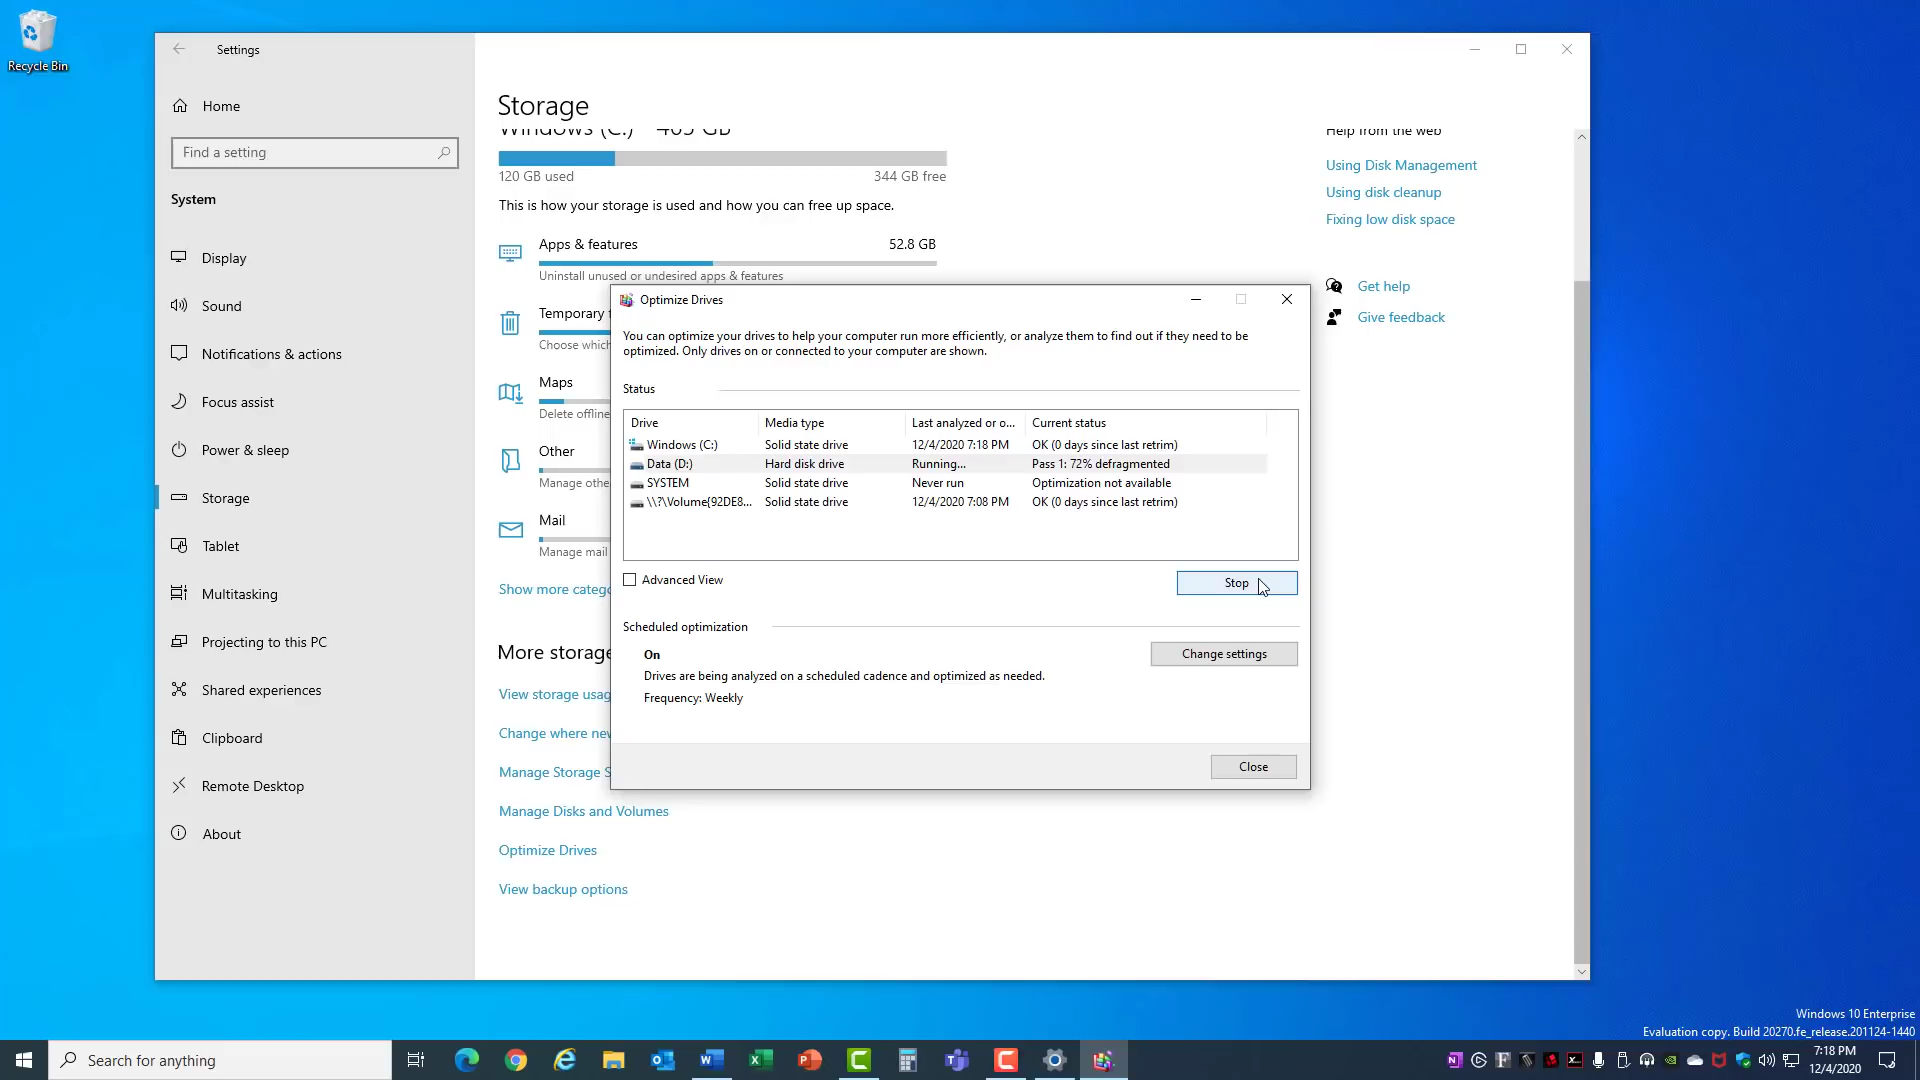 Recycle Bin
Settings
Home
Find a setting
System
Display
Sound
Notifications & actions
Focus assist
Power & sleep
Storage
Tablet
Multitasking
Projecting to this PC
Shared experiences
Clipboard
Remote Desktop
About
Storage
Windows (C:) - 465 GB
120 GB used 344 GB free
This is how your storage is used and how you can free up space.
Apps & features 52.8 GB
Uninstall unused or undesired apps & features
Temporary
Choose which
Maps
Delete offline
Other
Manage othe
Mail
Manage mail
Show more catego
More storage
View storage usag
Change where nev
Manage Storage S
Manage Disks and Volumes
Optimize Drives
View backup options
Help from the web
Using Disk Management
Using disk cleanup
Fixing low disk space
Get help
Give feedback
Optimize Drives
You can optimize your drives to help your computer run more efficiently, or analyze them to find out if they need to be
optimized. Only drives on or connected to your computer are shown.
Status
Drive Media type Last analyzed or o... Current status
Windows (C:) Solid state drive 12/4/2020 7:18 PM OK (0 days since last retrim)
Data (D:) Hard disk drive Running... Pass 1: 72% defragmented
SYSTEM Solid state drive Never run Optimization not available
\\?\Volume{92DE8... Solid state drive 12/4/2020 7:08 PM OK (0 days since last retrim)
Advanced View
Stop
Scheduled optimization
On
Change settings
Drives are being analyzed on a scheduled cadence and optimized as needed.
Frequency: Weekly
Close
Windows 10 Enterprise
Evaluation copy. Build 20270.fe_release.201124-1440
Search for anything
7:18 PM
12/4/2020